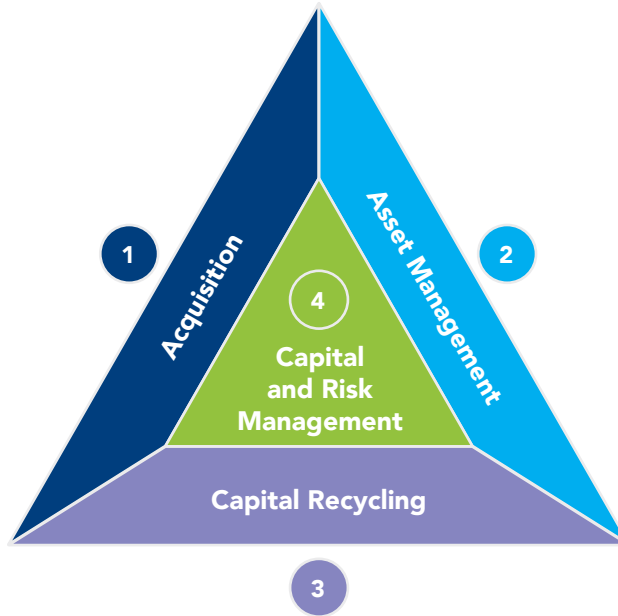 1
Acquisition
2
Asset Management
4
Capital
and Risk
Management
Capital Recycling
3